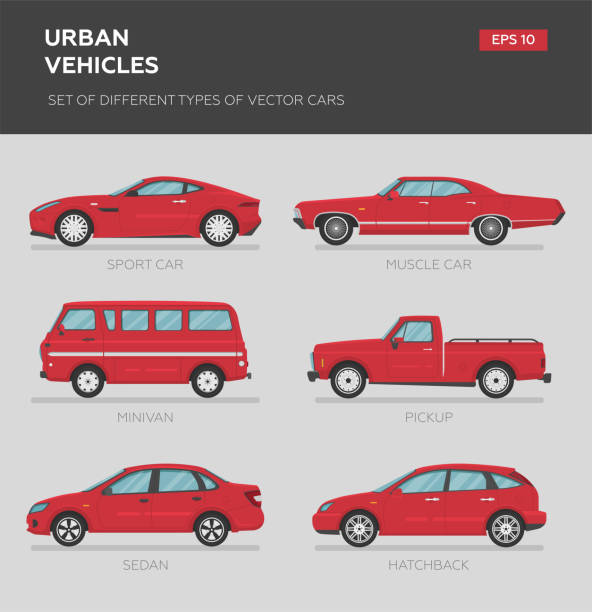 URBAN
VEHICLES
EPS 10
SET OF DIFFERENT TYPES OF VECTOR CARS
SPORT CAR
MUSCLE CAR
MINIVAN
PICKUP
SEDAN
HATCHBACK